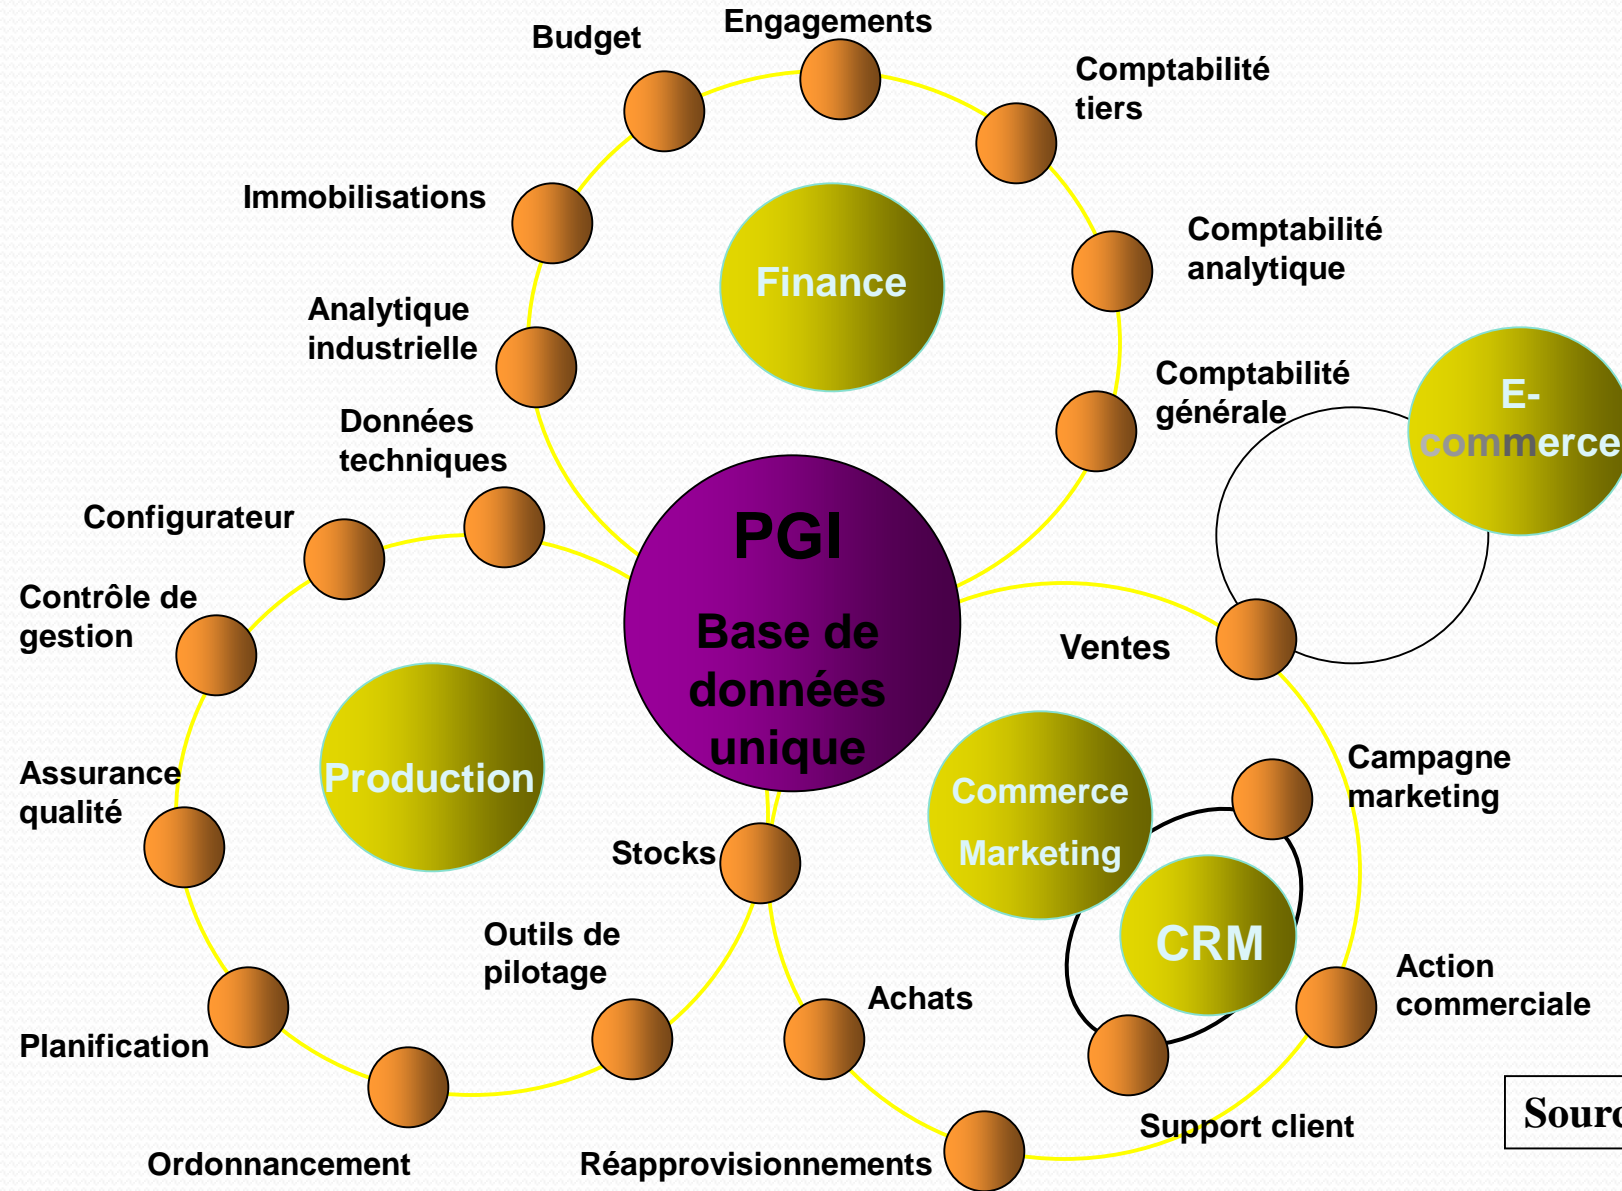 Engagements
Budget
Comptabilité
tiers
Immobilisations
Comptabilité
analytique
Finance
Analytique
industrielle
Comptabilité
générale
E-
commerce
Données
techniques
Configurateur
PGI
Base de
données
unique
Contrôle de
gestion
Ventes
Assurance
qualité
Production
Commerce
Marketing
Campagne
marketing
Stocks
CRM
Outils de
pilotage
Achats
Action
commerciale
Planification
Support client
Ordonnancement
Réapprovisionnements